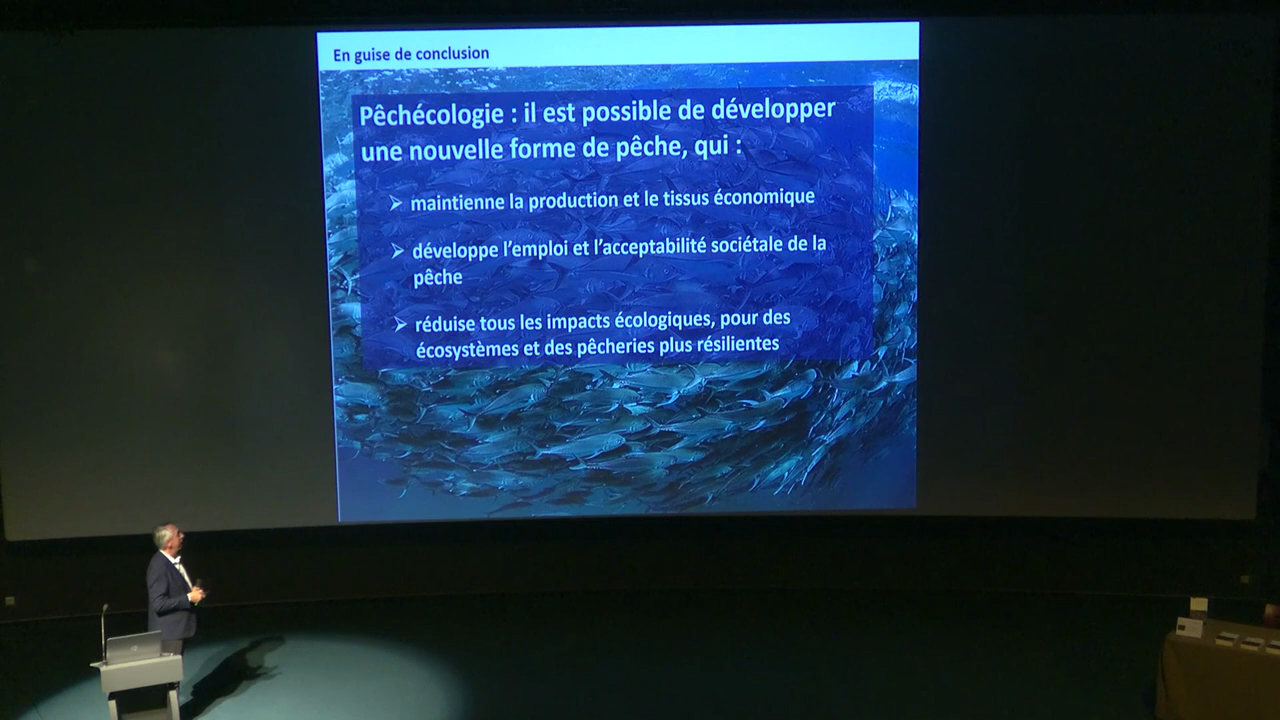 En guise de conclusion
Pêchécologie : il est possible de développer
une nouvelle forme de pêche, qui :
➢ maintienne la production et le tissus économique
➢ développe l'emploi et l'acceptabilité sociétale de la
pêche
➢ réduise tous les impacts écologiques, pour des
écosystèmes et des pêcheries plus résilientes